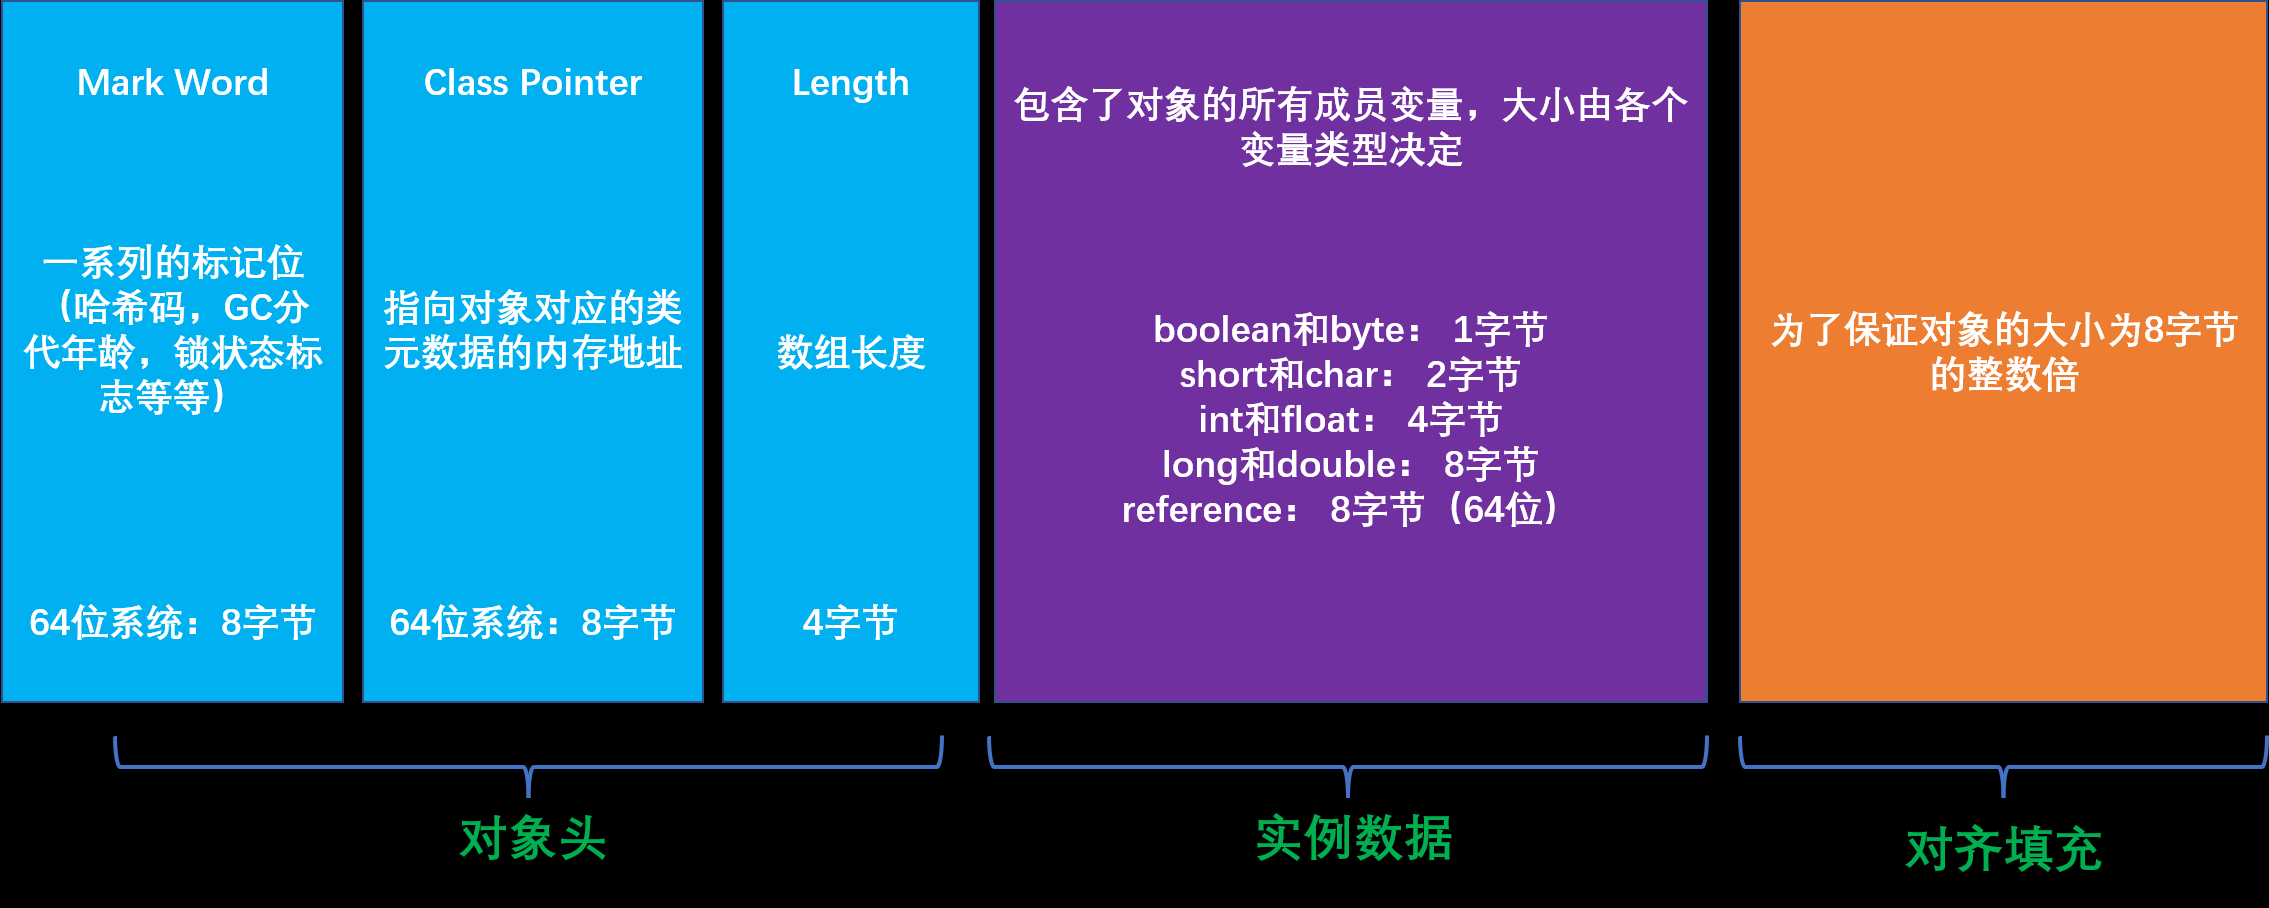 Mark Word
一系列的标记位
（哈希码，GC分
代年龄，锁状态标
志等等）
64位系统：8字节
Class Pointer
指向对象对应的类
元数据的内存地址
64位系统：8字节
Length
数组长度
4字节
包含了对象的所有成员变量，大小由各个
变量类型决定
boolean和byte： 1字节
short和char： 2字节
int和float： 4字节
long和double： 8字节
reference： 8字节（64位）
为了保证对象的大小为8字节
的整数倍
对象头
实例数据
对齐填充